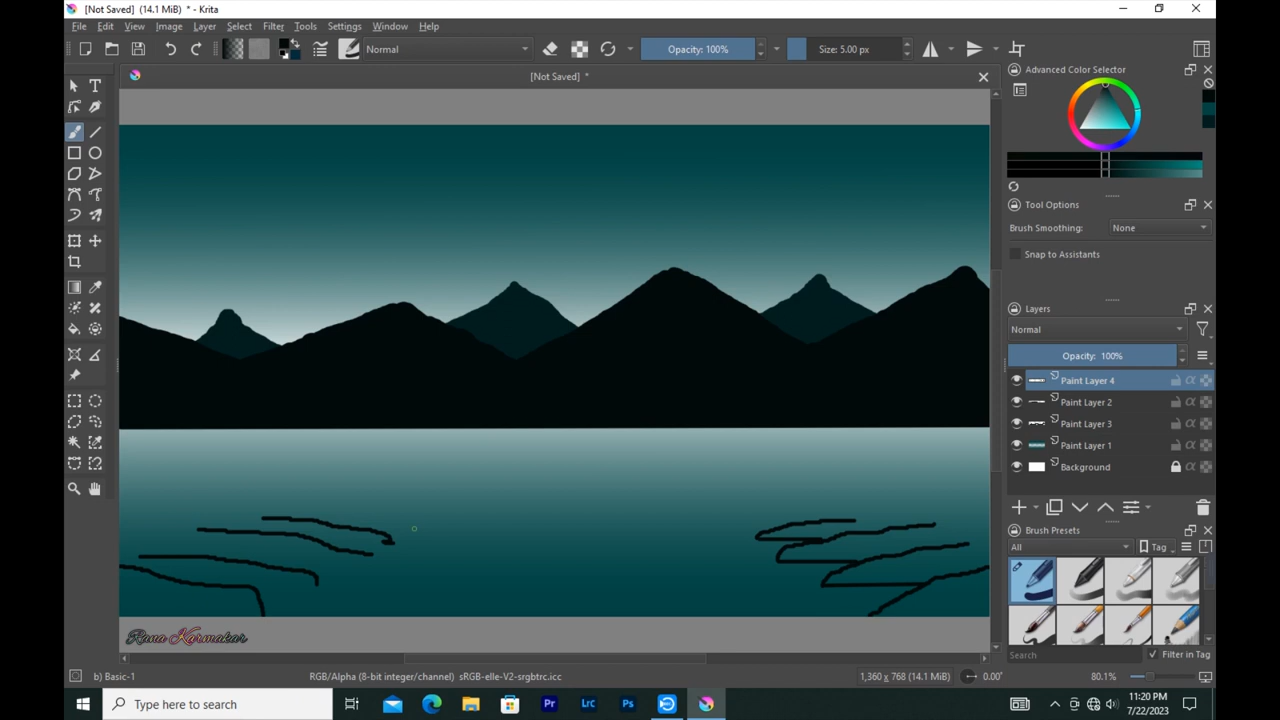 [Not Saved] (14.1 MiB) * - Krita
File Edit View Image Layer Select Filter Tools Settings Window Help
Normal
Opacity: 100%
Size: 5.00 px
[Not Saved] *
Advanced Color Selector
Tool Options
Brush Smoothing: None
Snap to Assistants
Layers
Normal
Opacity: 100%
Paint Layer 4
Paint Layer 2
Paint Layer 3
Paint Layer 1
Background
Brush Presets
All
Tag
Search
Filter in Tag
Rana Karmakar
b) Basic-1
RGB/Alpha (8-bit integer/channel) sRGB-elle-V2-srgbtrc.icc
1,360 x 768 (14.1 MiB)
0.00°
80.1%
Type here to search
Pr
Lrc
Ps
11:20 PM
7/22/2023